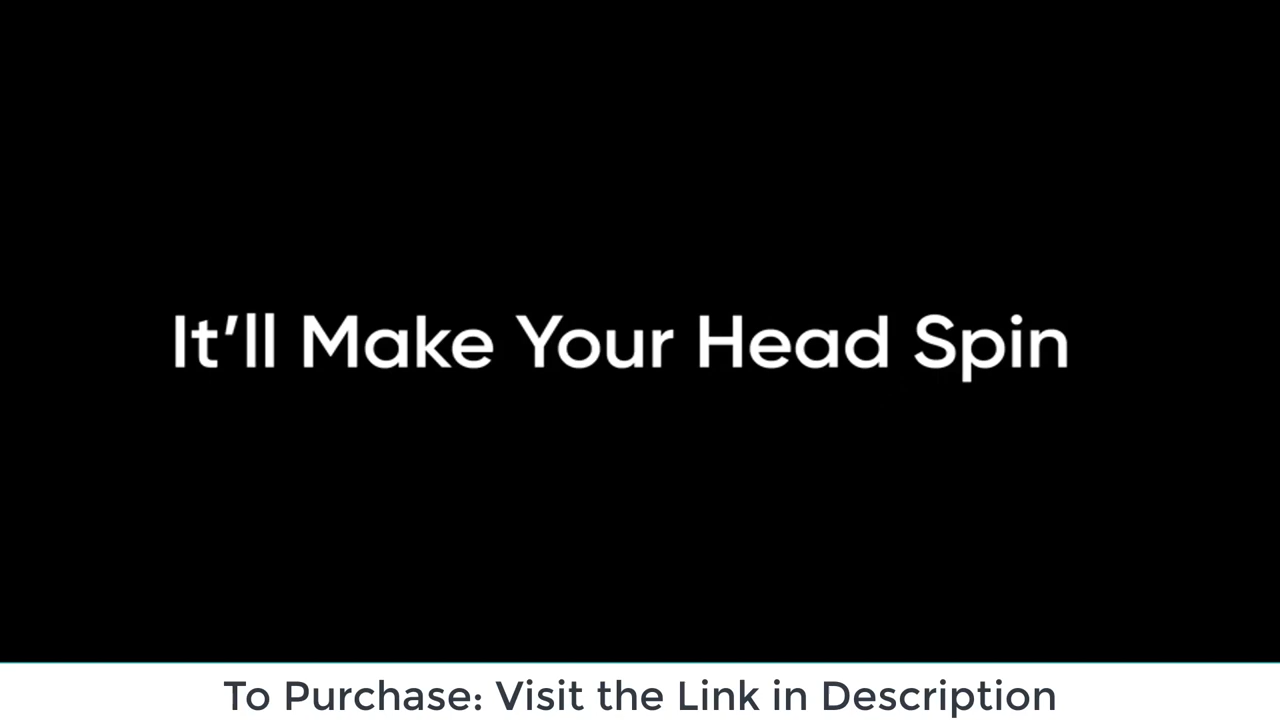 It’ll Make Your Head Spin
To Purchase: Visit the Link in Description